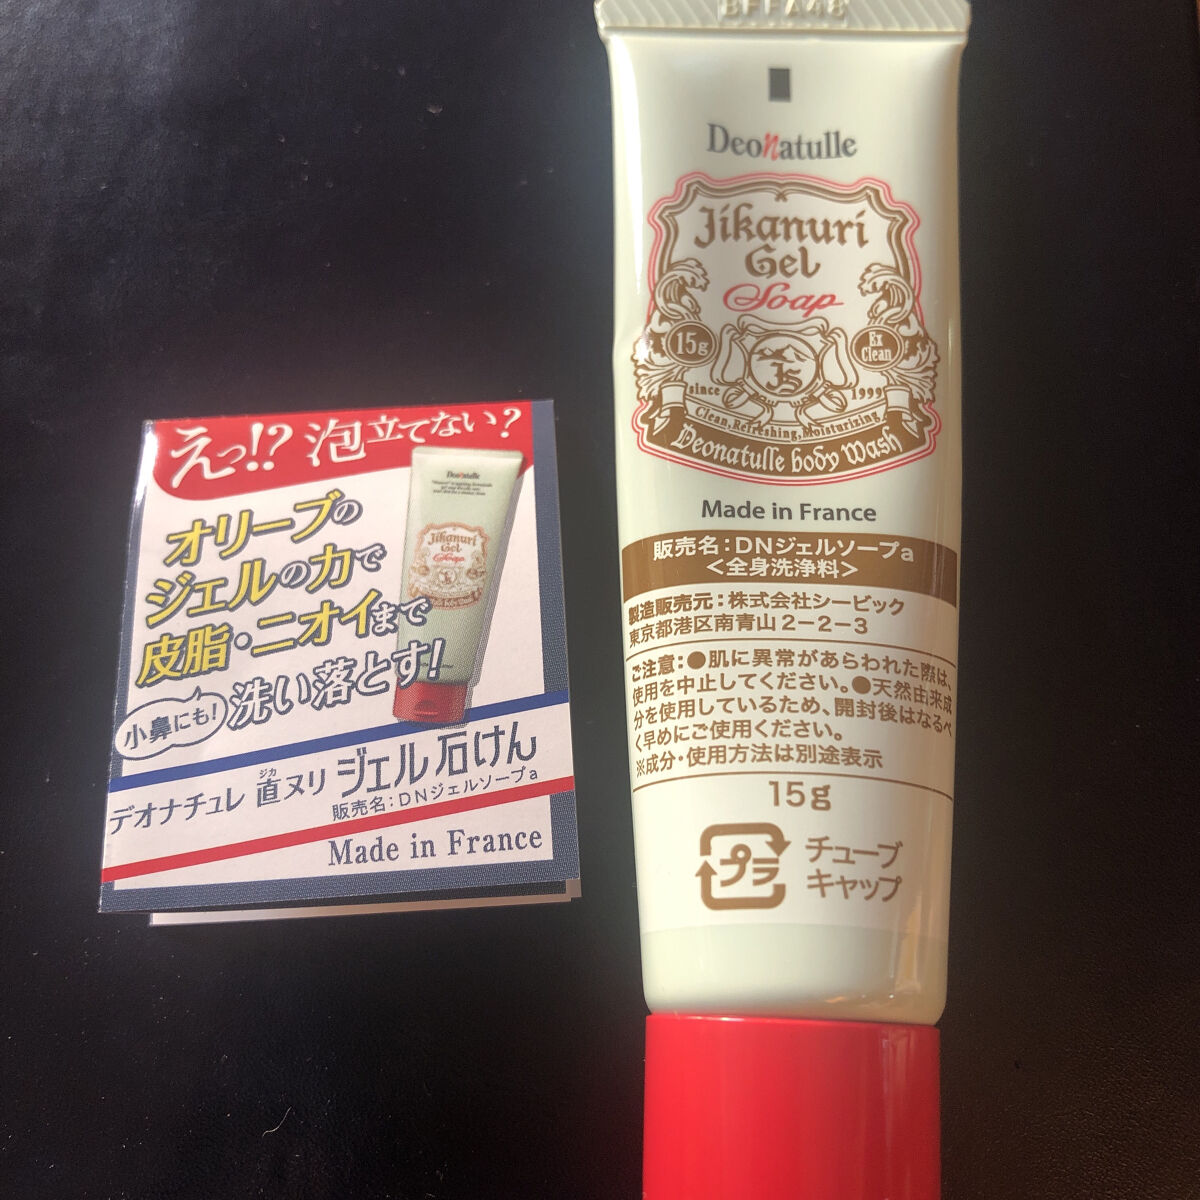 えっ!? 泡立てない?
オリーブの
ジェルの力で
皮脂・ニオイまで
小鼻にも! 洗い落とす!
Deonatulle
Jikanuri
Gel
Soap
デオナチュレ 直ヌリ ジェル石けん
ジカ
販売名:DNジェルソープa
Made in France
BFFA48
Deonatulle
Jikanuri
Gel
Soap
15g
Ex
Clean
JS
since 1999
Clean, Refreshing, Moisturizing
Deonatulle body Wash
Made in France
販売名:DNジェルソープa
<全身洗浄料>
製造販売元:株式会社シービック
東京都港区南青山2-2-3
ご注意:●肌に異常があらわれた際は、
使用を中止してください。●天然由来成
分を使用しているため、開封後はなるべ
く早めにご使用ください。
※成分・使用方法は別途表示
15g
プラ
チューブ
キャップ